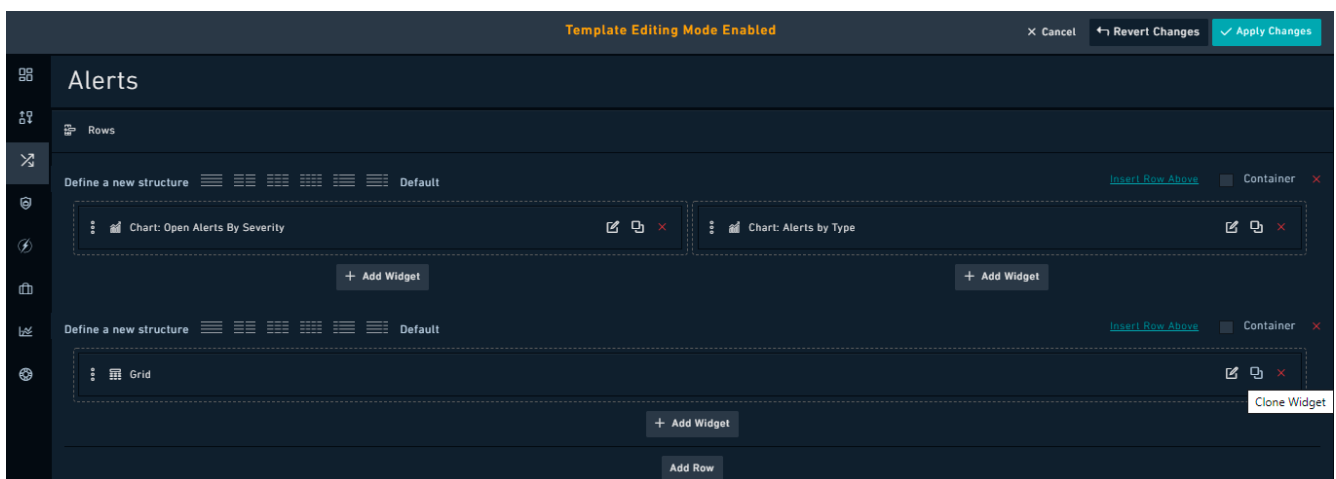 Template Editing Mode Enabled
Cancel
Revert Changes
Apply Changes
Alerts
Rows
Define a new structure
Default
Insert Row Above
Container
Chart: Open Alerts By Severity
Chart: Alerts by Type
+ Add Widget
+ Add Widget
Define a new structure
Default
Insert Row Above
Container
Grid
Clone Widget
+ Add Widget
Add Row